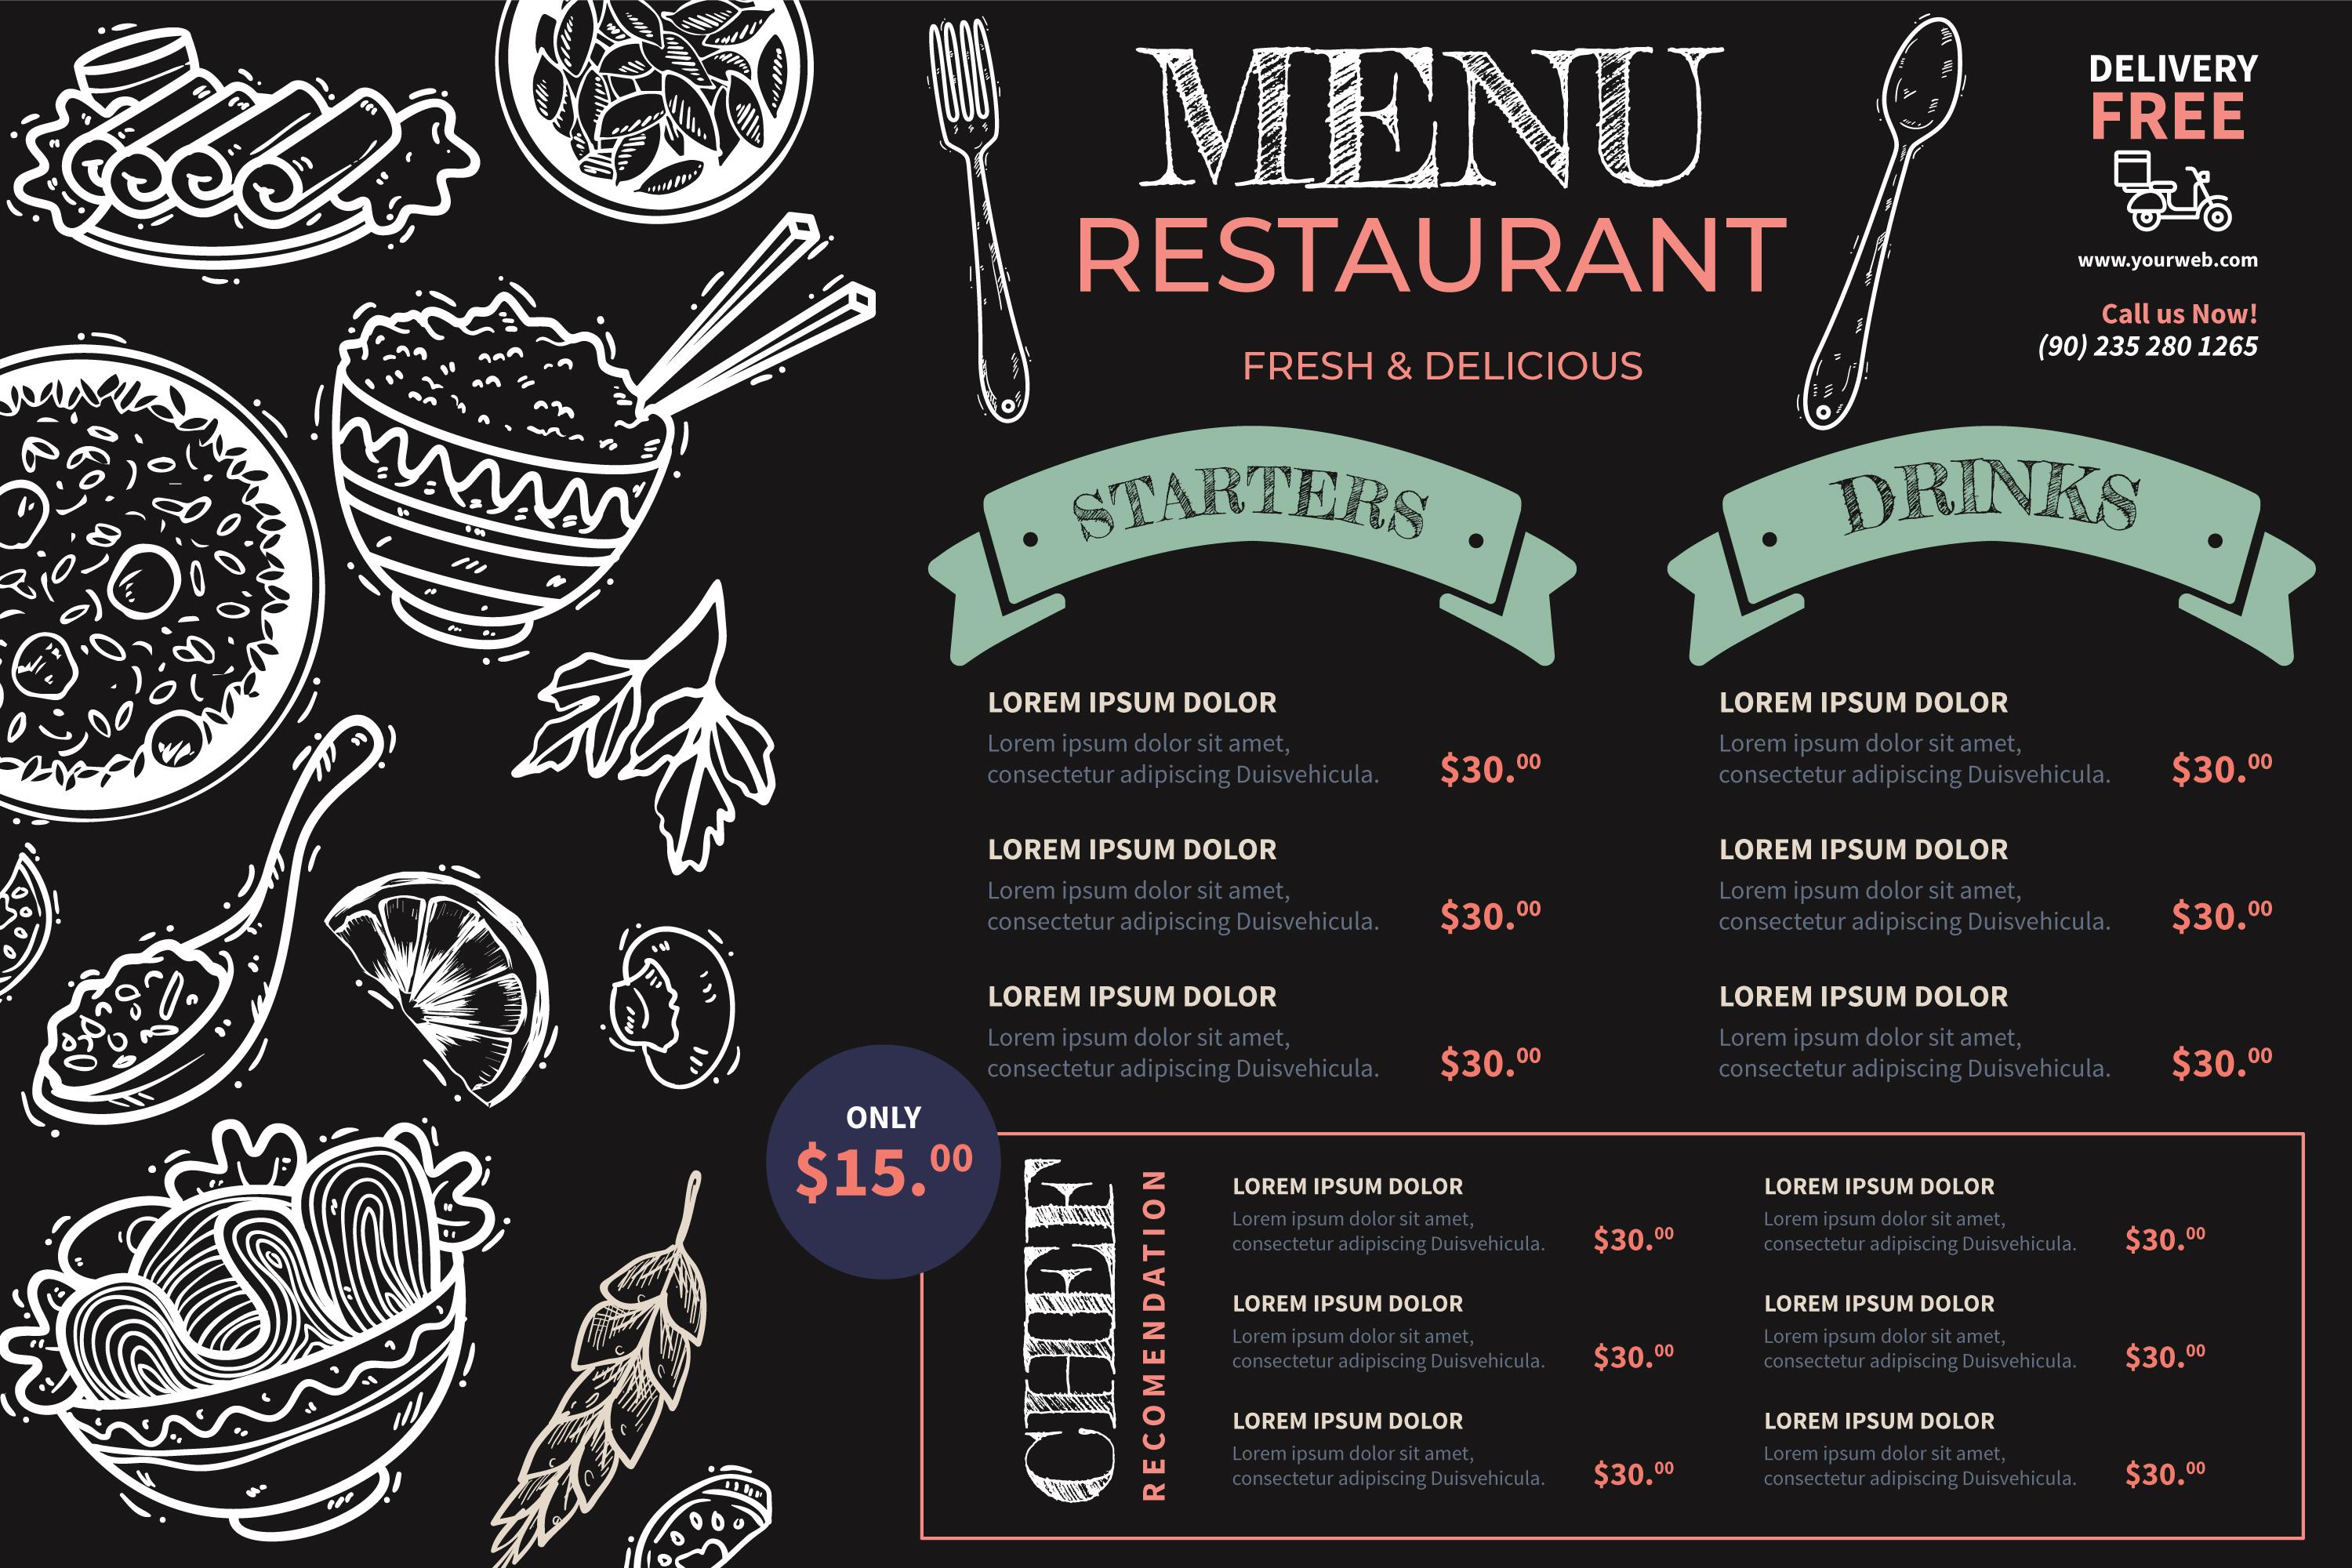 MENU
RESTAURANT
FRESH & DELICIOUS
DELIVERY
FREE
www.yourweb.com
Call us Now!
(90) 235 280 1265
STARTERS
LOREM IPSUM DOLOR
Lorem ipsum dolor sit amet,
consectetur adipiscing Duisvehicula.
$30.00
LOREM IPSUM DOLOR
Lorem ipsum dolor sit amet,
consectetur adipiscing Duisvehicula.
$30.00
LOREM IPSUM DOLOR
Lorem ipsum dolor sit amet,
consectetur adipiscing Duisvehicula.
$30.00
DRINKS
LOREM IPSUM DOLOR
Lorem ipsum dolor sit amet,
consectetur adipiscing Duisvehicula.
$30.00
LOREM IPSUM DOLOR
Lorem ipsum dolor sit amet,
consectetur adipiscing Duisvehicula.
$30.00
LOREM IPSUM DOLOR
Lorem ipsum dolor sit amet,
consectetur adipiscing Duisvehicula.
$30.00
ONLY
$15.00
CHEF
RECOMENDATION
LOREM IPSUM DOLOR
Lorem ipsum dolor sit amet,
consectetur adipiscing Duisvehicula.
$30.00
LOREM IPSUM DOLOR
Lorem ipsum dolor sit amet,
consectetur adipiscing Duisvehicula.
$30.00
LOREM IPSUM DOLOR
Lorem ipsum dolor sit amet,
consectetur adipiscing Duisvehicula.
$30.00
LOREM IPSUM DOLOR
Lorem ipsum dolor sit amet,
consectetur adipiscing Duisvehicula.
$30.00
LOREM IPSUM DOLOR
Lorem ipsum dolor sit amet,
consectetur adipiscing Duisvehicula.
$30.00
LOREM IPSUM DOLOR
Lorem ipsum dolor sit amet,
consectetur adipiscing Duisvehicula.
$30.00